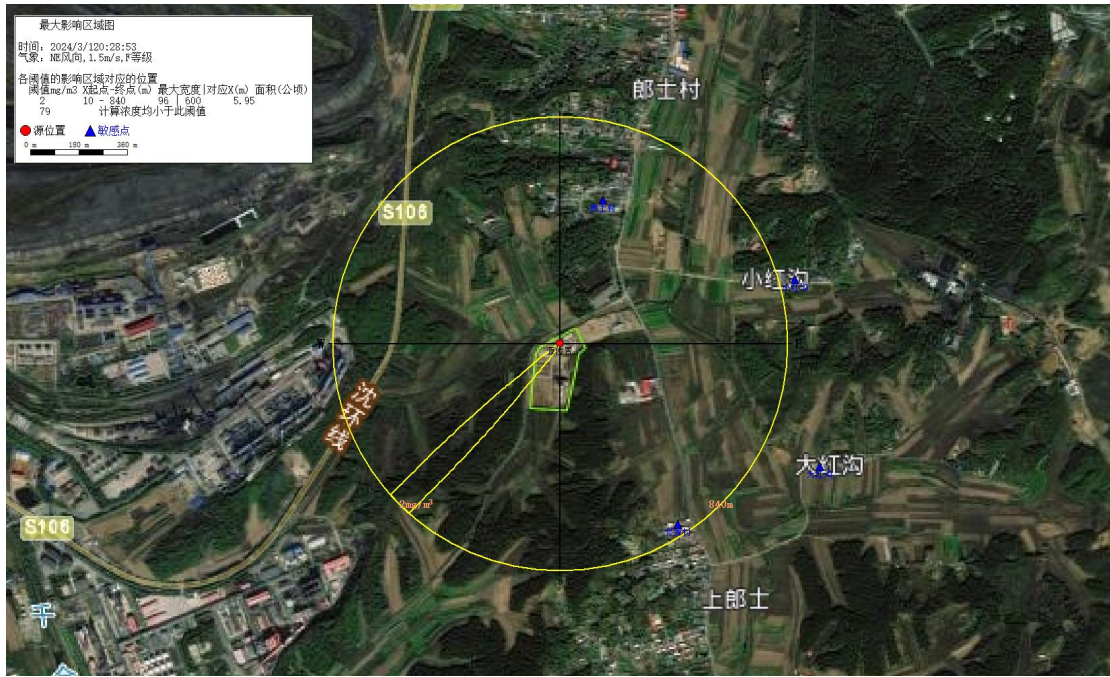 最大影响区域图
时间：2024/3/120:28:53
气象：NE风向,1.5m/s,F等级
各阈值的影响区域对应的位置
阈值mg/m3 X起点-终点(m) 最大宽度|对应X(m) 面积(公顷)
2 10 - 840 96 | 600 5.95
79 计算浓度均小于此阈值
源位置 敏感点
0 m 180 m 360 m
郎士村
S106
小红沟
沈环线
大红沟
2mg/m³
840m
S106
上郎士
千